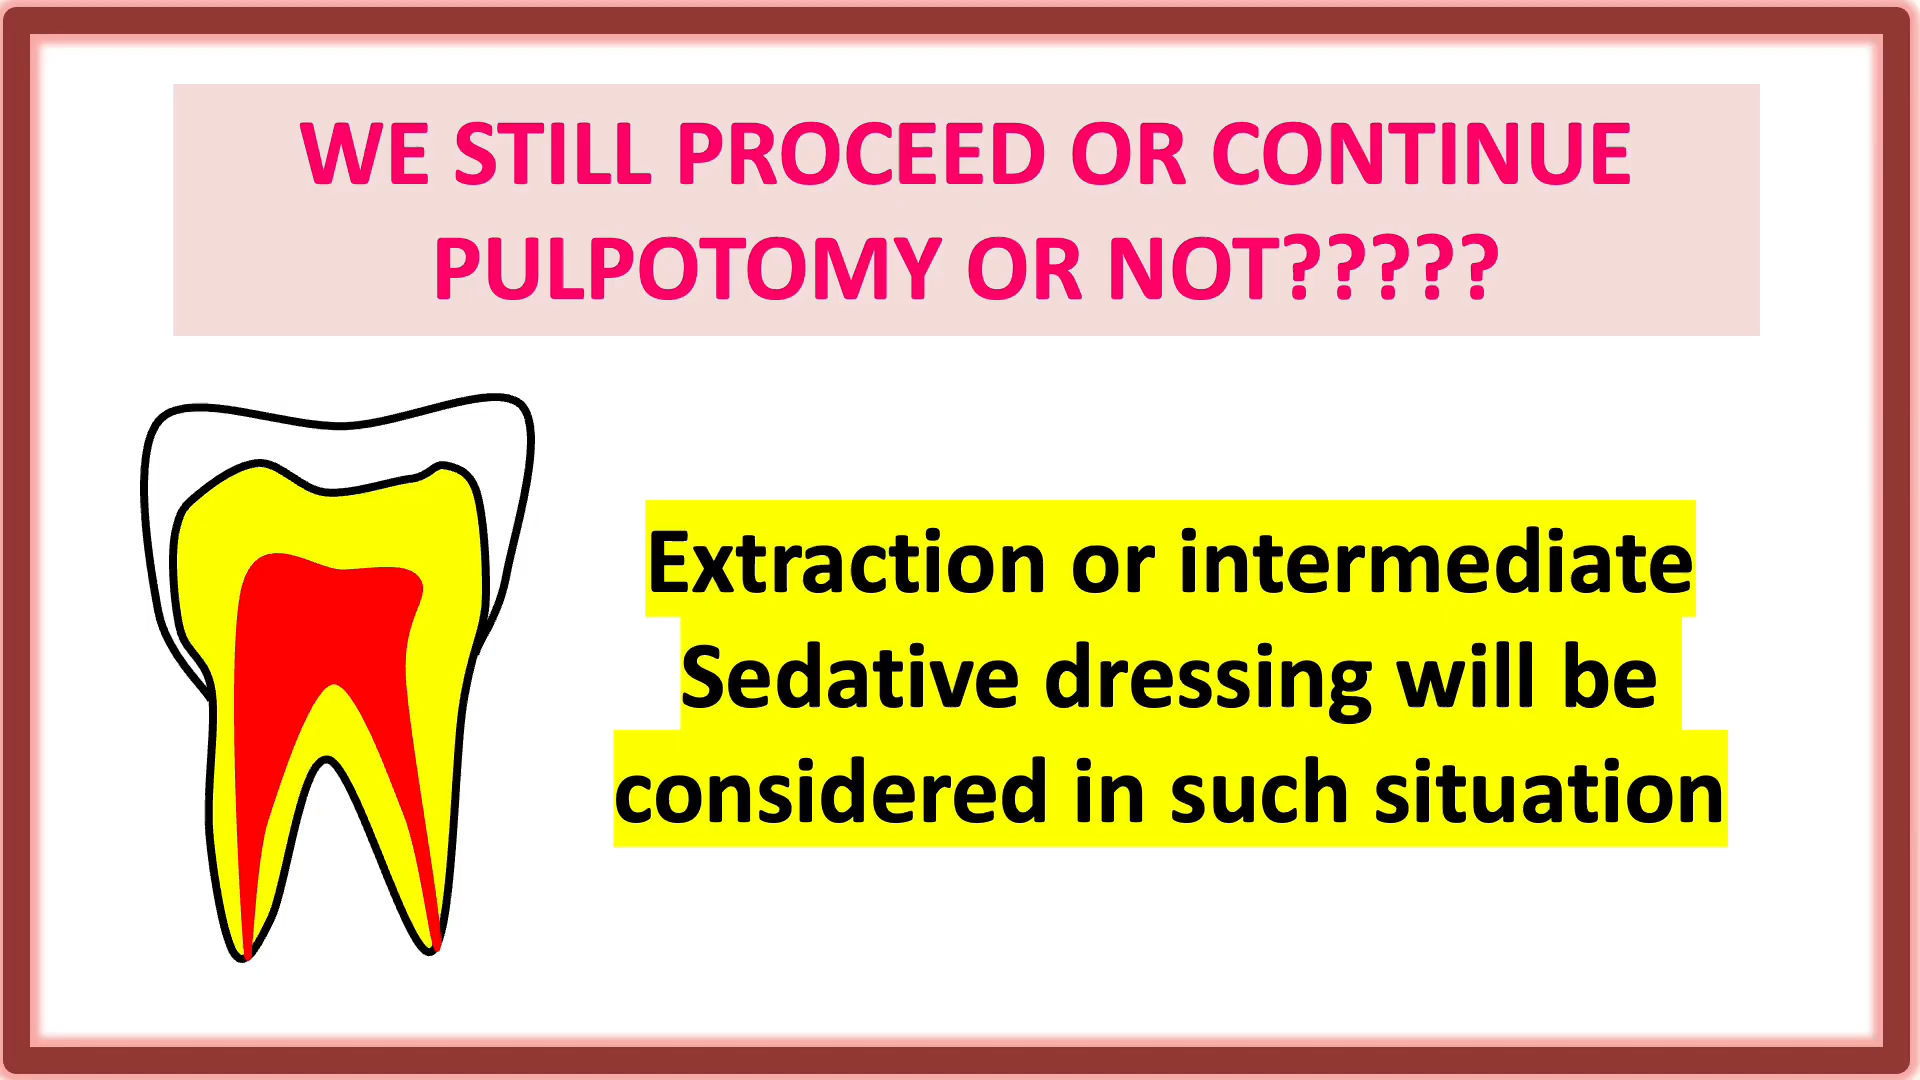 WE STILL PROCEED OR CONTINUE
PULPOTOMY OR NOT?????
Extraction or intermediate
Sedative dressing will be
considered in such situation